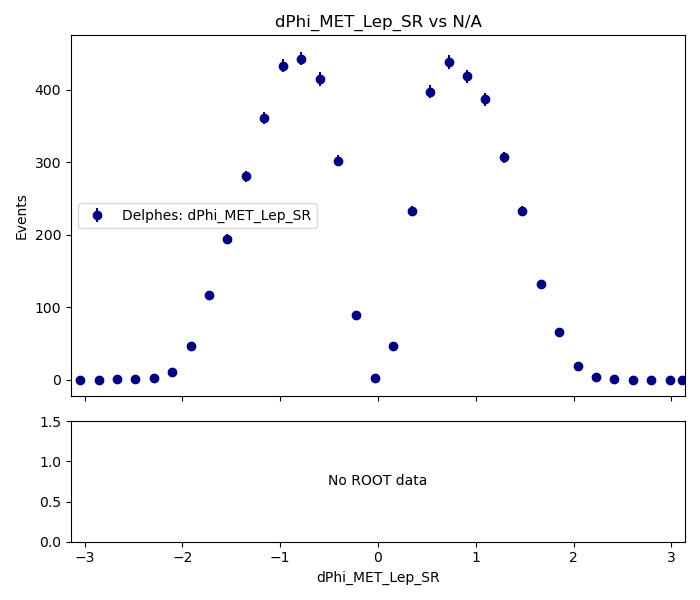 dPhi_MET_Lep_SR vs N/A
400
300
200
100
0
Events
Delphes: dPhi_MET_Lep_SR
1.5
1.0
0.5
0.0
No ROOT data
−3 −2 −1 0 1 2 3
dPhi_MET_Lep_SR